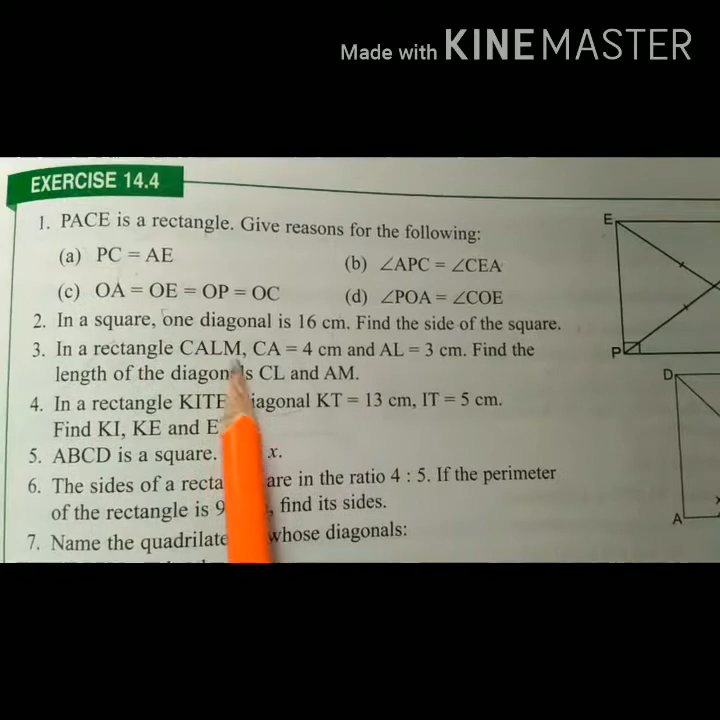 Made with KINEMASTER
EXERCISE 14.4
1. PACE is a rectangle. Give reasons for the following:
(a) PC = AE
(b) ∠APC = ∠CEA
(c) OA = OE = OP = OC
(d) ∠POA = ∠COE
2. In a square, one diagonal is 16 cm. Find the side of the square.
3. In a rectangle CALM, CA = 4 cm and AL = 3 cm. Find the
length of the diagonals CL and AM.
4. In a rectangle KITE diagonal KT = 13 cm, IT = 5 cm.
Find KI, KE and E
5. ABCD is a square. x.
6. The sides of a recta are in the ratio 4 : 5. If the perimeter
of the rectangle is 9 , find its sides.
7. Name the quadrilate whose diagonals:
E
P
D
A